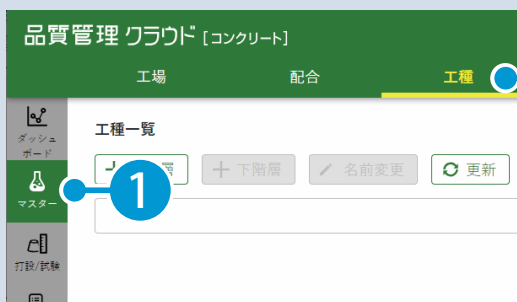 品質管理 クラウド [コンクリート]
工場 配合 工種
ダッシュ
ボード
工種一覧
下階層 名前変更 更新
マスター
1
打設/試験